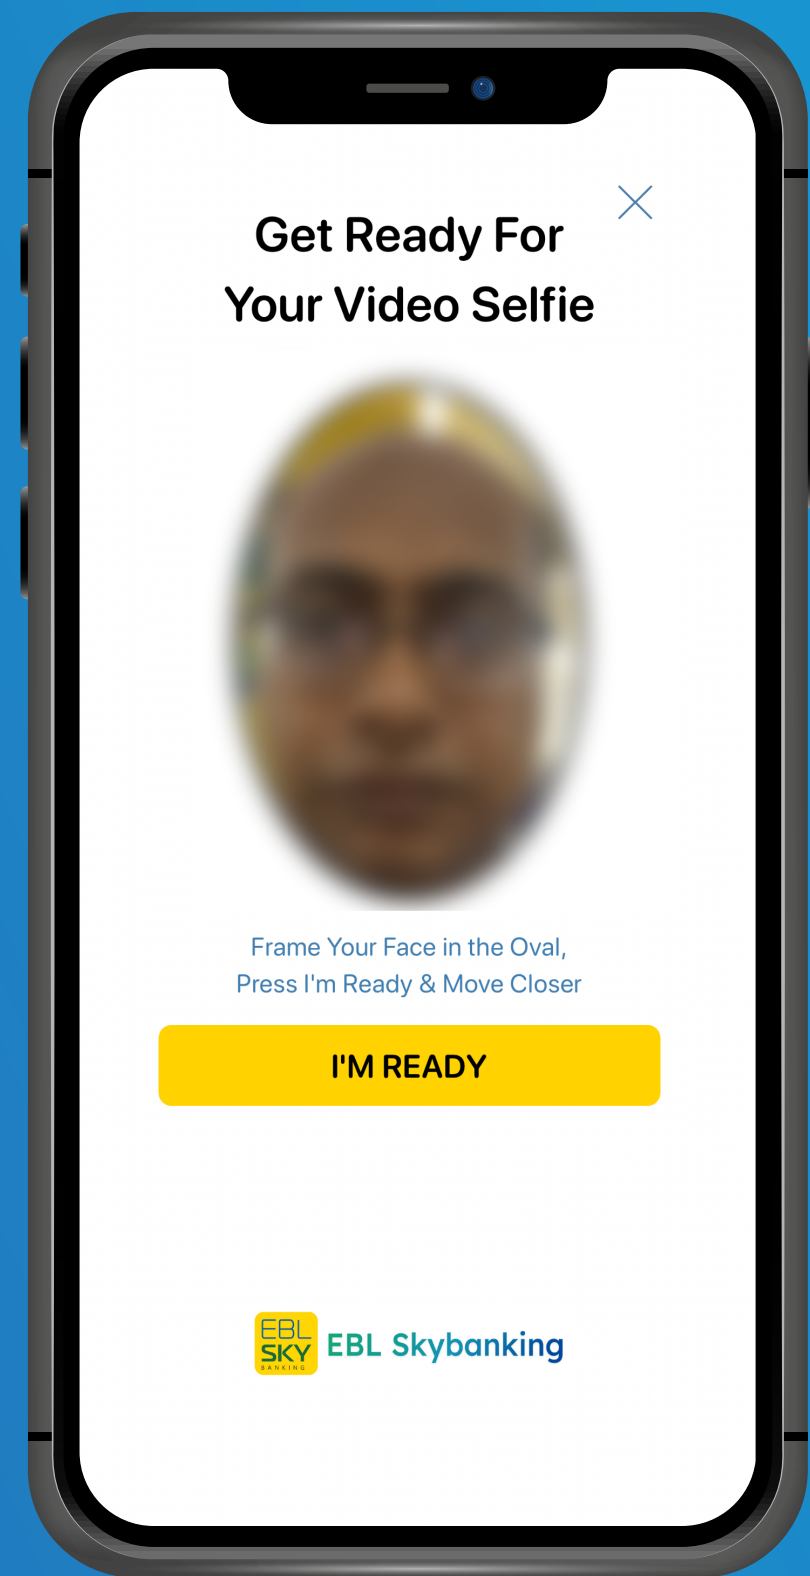 Get Ready For
Your Video Selfie
Frame Your Face in the Oval,
Press I'm Ready & Move Closer
I'M READY
EBL
SKY
BANKING
EBL Skybanking